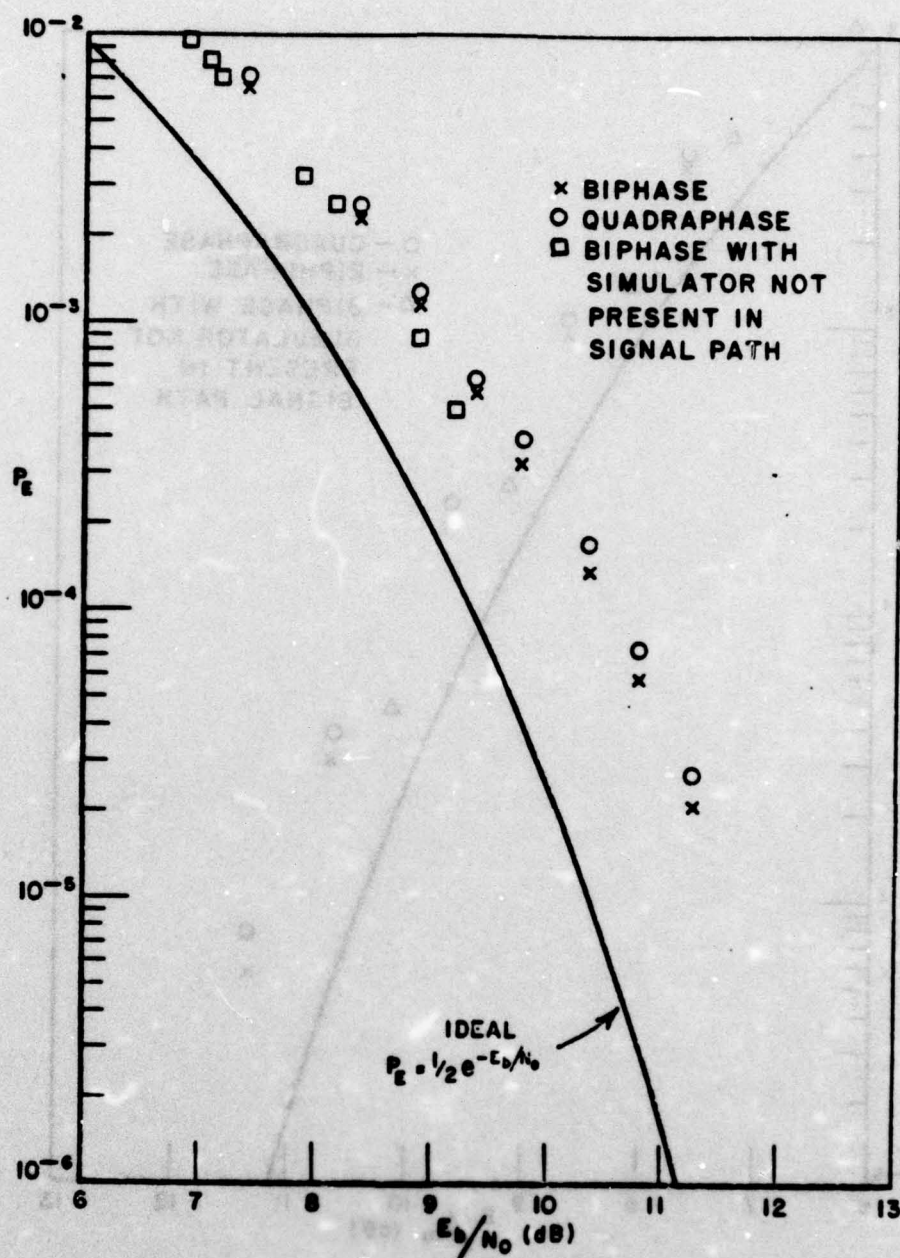 10⁻²
× BIPHASE
○ QUADRAPHASE
□ BIPHASE WITH
SIMULATOR NOT
PRESENT IN
SIGNAL PATH
10⁻³
P_E
10⁻⁴
10⁻⁵
IDEAL
P_E = 1/2 e^{-E_b/N_0}
10⁻⁶
6 7 8 9 10 11 12 13
E_b/N_0 (dB)